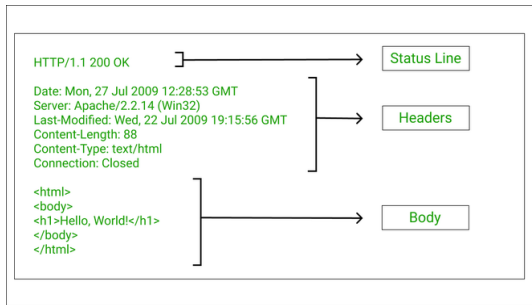 HTTP/1.1 200 OK
Status Line
Date: Mon, 27 Jul 2009 12:28:53 GMT
Server: Apache/2.2.14 (Win32)
Last-Modified: Wed, 22 Jul 2009 19:15:56 GMT
Content-Length: 88
Content-Type: text/html
Connection: Closed
Headers
<html>
<body>
<h1>Hello, World!</h1>
</body>
</html>
Body